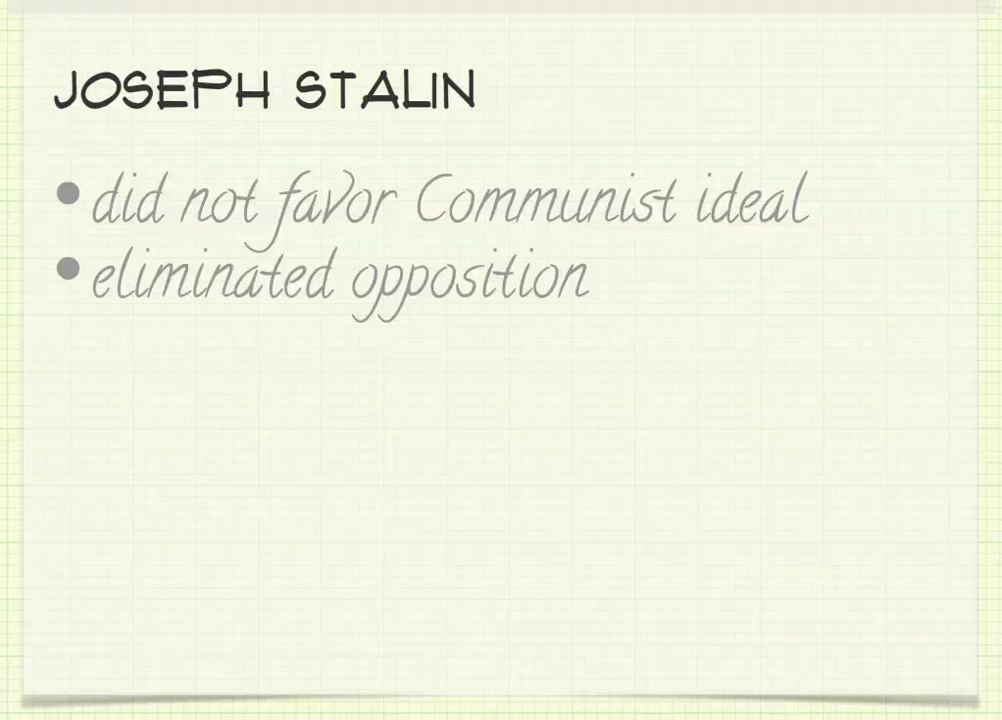 JOSEPH STALIN
• did not favor Communist ideal
• eliminated opposition